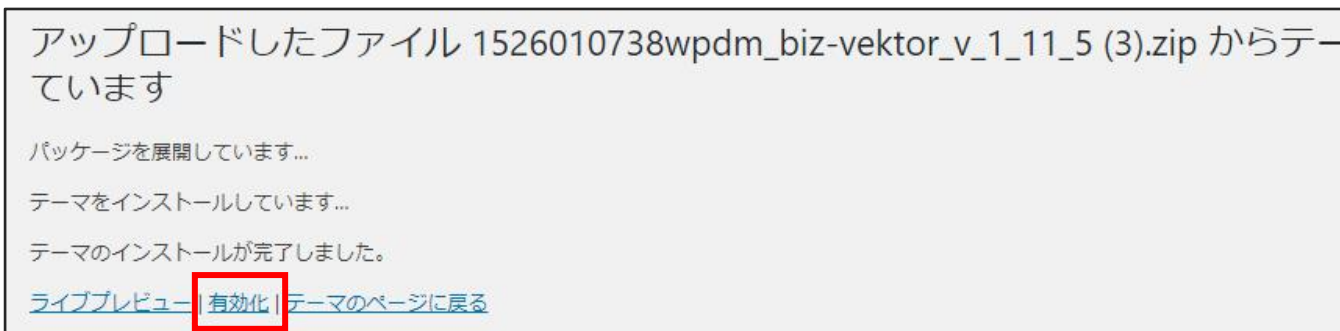 アップロードしたファイル 1526010738wpdm_biz-vektor_v_1_11_5 (3).zip からテー
ています
パッケージを展開しています...
テーマをインストールしています...
テーマのインストールが完了しました。
ライブプレビュー | 有効化 | テーマのページに戻る